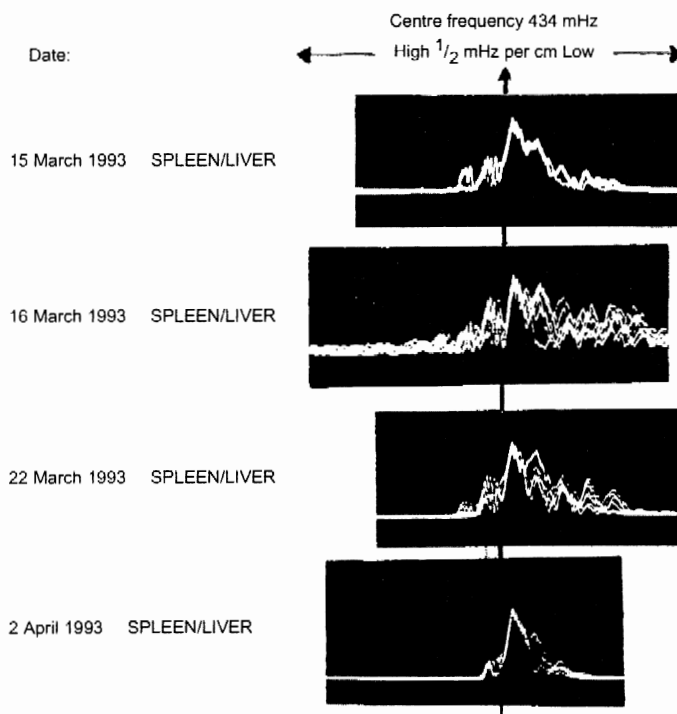 Centre frequency 434 mHz
Date:
High 1/2 mHz per cm Low
15 March 1993 SPLEEN/LIVER
16 March 1993 SPLEEN/LIVER
22 March 1993 SPLEEN/LIVER
2 April 1993 SPLEEN/LIVER